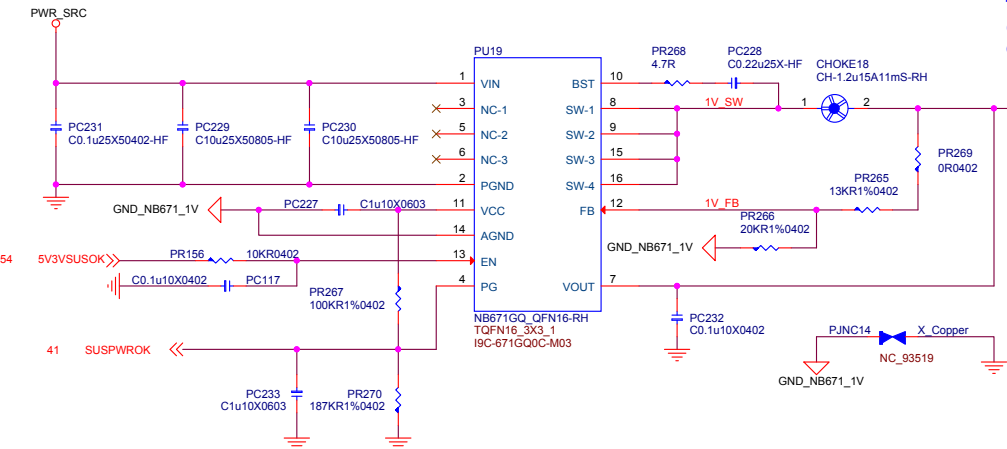 PWR_SRC
PU19
PR268
4.7R
PC228
C0.22u25X-HF
CHOKE18
CH-1.2u15A11mS-RH
1 VIN
BST 10
3 NC-1
SW-1 8
1V_SW
1
2
5 NC-2
SW-2 9
6 NC-3
SW-3 15
2 PGND
SW-4 16
PC231
C0.1u25X50402-HF
PC229
C10u25X50805-HF
PC230
C10u25X50805-HF
PR269
0R0402
PR265
13KR1%0402
GND_NB671_1V
PC227
C1u10X0603
11 VCC
FB 12
1V_FB
PR266
20KR1%0402
14 AGND
GND_NB671_1V
54
5V3VSUSOK
PR156
10KR0402
13 EN
C0.1u10X0402
PC117
4 PG
VOUT 7
PR267
100KR1%0402
NB671GQ_QFN16-RH
TQFN16_3X3_1
I9C-671GQ0C-M03
PC232
C0.1u10X0402
PJNC14
X_Copper
NC_93519
GND_NB671_1V
41
SUSPWROK
PC233
C1u10X0603
PR270
187KR1%0402